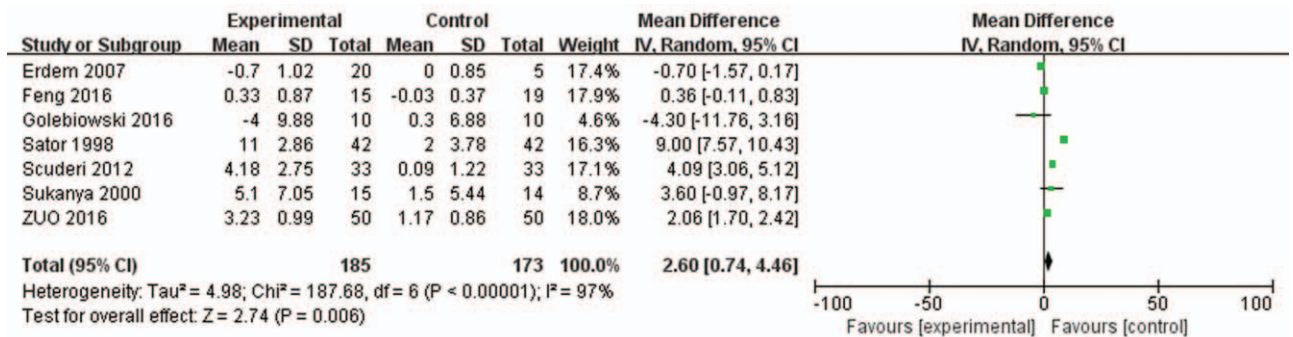 Experimental Control Mean Difference Mean Difference
Study or Subgroup Mean SD Total Mean SD Total Weight IV, Random, 95% CI IV, Random, 95% CI
Erdem 2007 -0.7 1.02 20 0 0.85 5 17.4% -0.70 [-1.57, 0.17]
Feng 2016 0.33 0.87 15 -0.03 0.37 19 17.9% 0.36 [-0.11, 0.83]
Golebiowski 2016 -4 9.88 10 0.3 6.88 10 4.6% -4.30 [-11.76, 3.16]
Sator 1998 11 2.86 42 2 3.78 42 16.3% 9.00 [7.57, 10.43]
Scuderi 2012 4.18 2.75 33 0.09 1.22 33 17.1% 4.09 [3.06, 5.12]
Sukanya 2000 5.1 7.05 15 1.5 5.44 14 8.7% 3.60 [-0.97, 8.17]
ZUO 2016 3.23 0.99 50 1.17 0.86 50 18.0% 2.06 [1.70, 2.42]
Total (95% CI) 185 173 100.0% 2.60 [0.74, 4.46]
Heterogeneity: Tau² = 4.98; Chi² = 187.68, df = 6 (P < 0.00001); I² = 97%
Test for overall effect: Z = 2.74 (P = 0.006)
-100 -50 0 50 100
Favours [experimental] Favours [control]